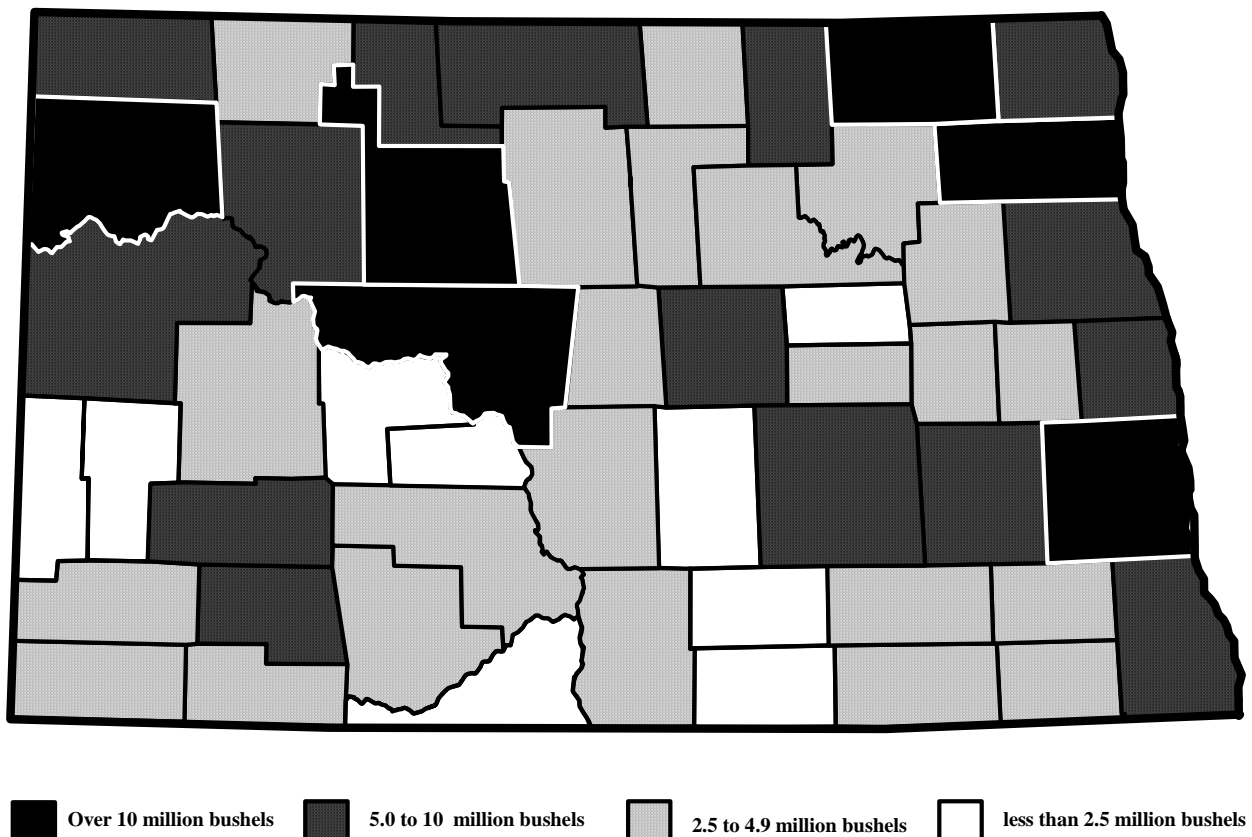 Over 10 million bushels
5.0 to 10 million bushels
2.5 to 4.9 million bushels
less than 2.5 million bushels